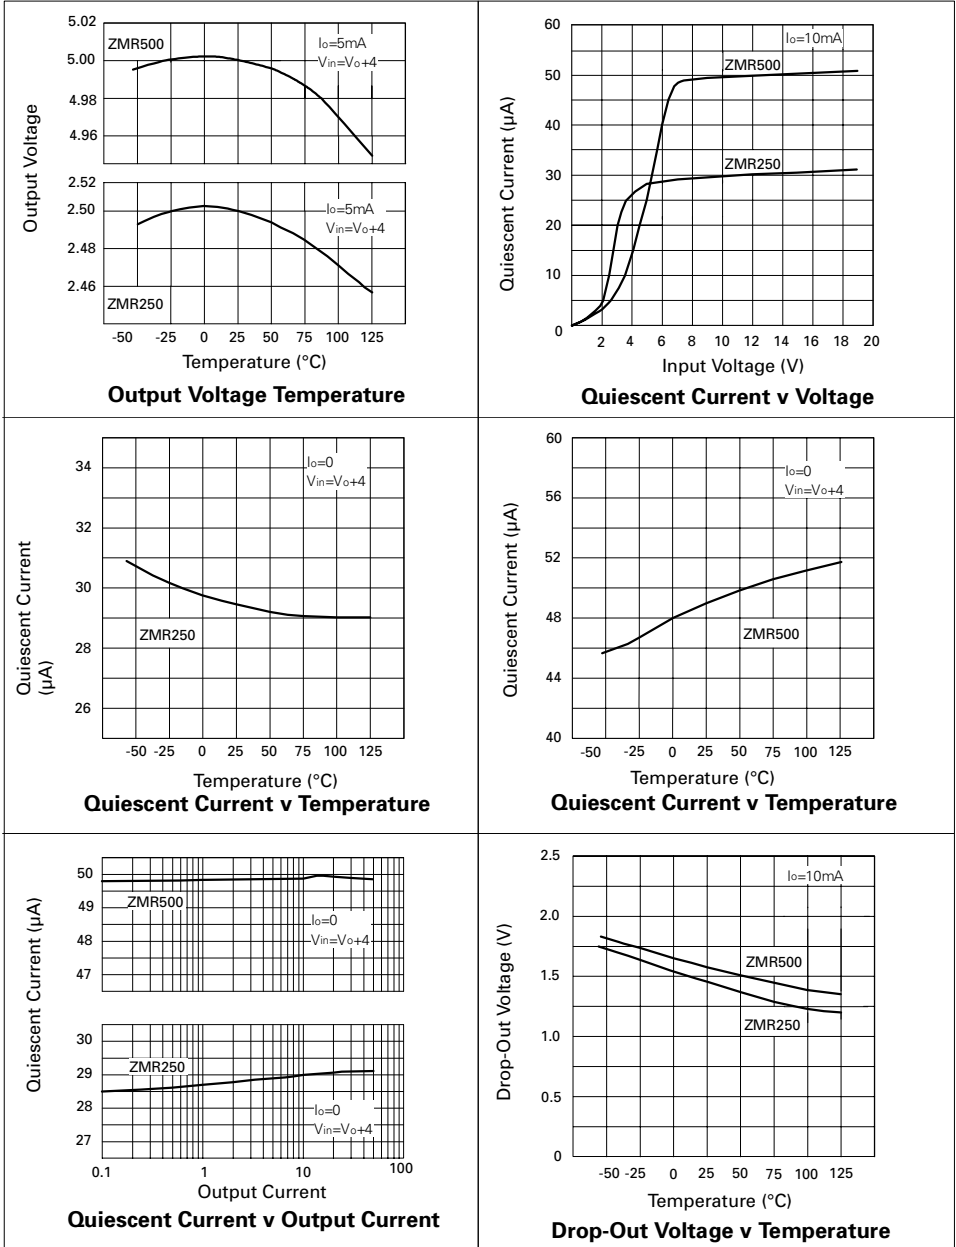 5.02
5.00
4.98
4.96
ZMR500
Io=5mA
Vin=Vo+4
Output Voltage
2.52
2.50
2.48
2.46
Io=5mA
Vin=Vo+4
ZMR250
-50 -25 0 25 50 75 100 125
Temperature (°C)
Output Voltage Temperature
60
50
40
30
20
10
0
Io=10mA
ZMR500
ZMR250
Quiescent Current (µA)
2 4 6 8 10 12 14 16 18 20
Input Voltage (V)
Quiescent Current v Voltage
34
32
30
28
26
Io=0
Vin=Vo+4
ZMR250
Quiescent Current
(µA)
-50 -25 0 25 50 75 100 125
Temperature (°C)
Quiescent Current v Temperature
60
56
52
48
44
40
Io=0
Vin=Vo+4
ZMR500
Quiescent Current (µA)
-50 -25 0 25 50 75 100 125
Temperature (°C)
Quiescent Current v Temperature
50
49
48
47
ZMR500
Io=0
Vin=Vo+4
Quiescent Current (µA)
30
29
28
27
ZMR250
Io=0
Vin=Vo+4
0.1 1 10 100
Output Current
Quiescent Current v Output Current
2.5
2.0
1.5
1.0
0.5
0
Io=10mA
ZMR500
ZMR250
Drop-Out Voltage (V)
-50 -25 0 25 50 75 100 125
Temperature (°C)
Drop-Out Voltage v Temperature